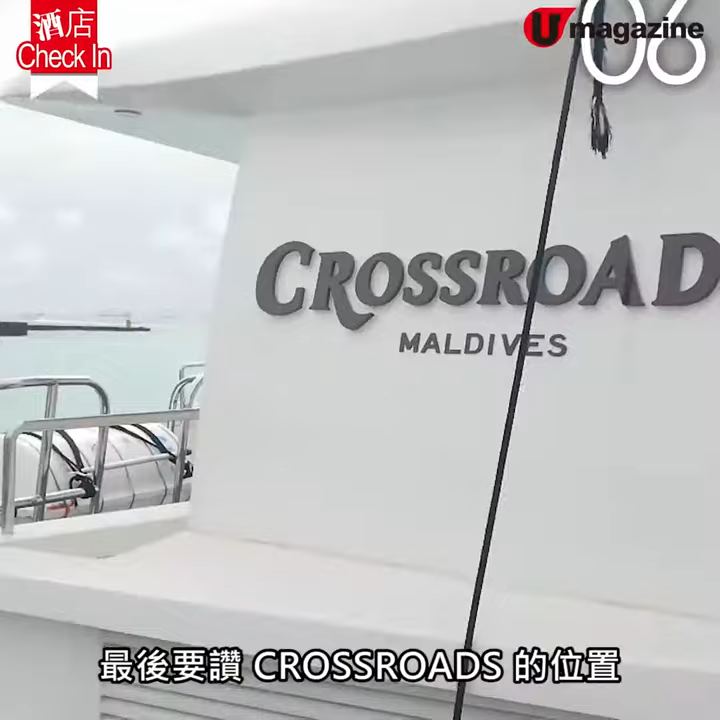 酒店
Check In
U magazine
06
CROSSROAD
MALDIVES
最後要讚 CROSSROADS 的位置